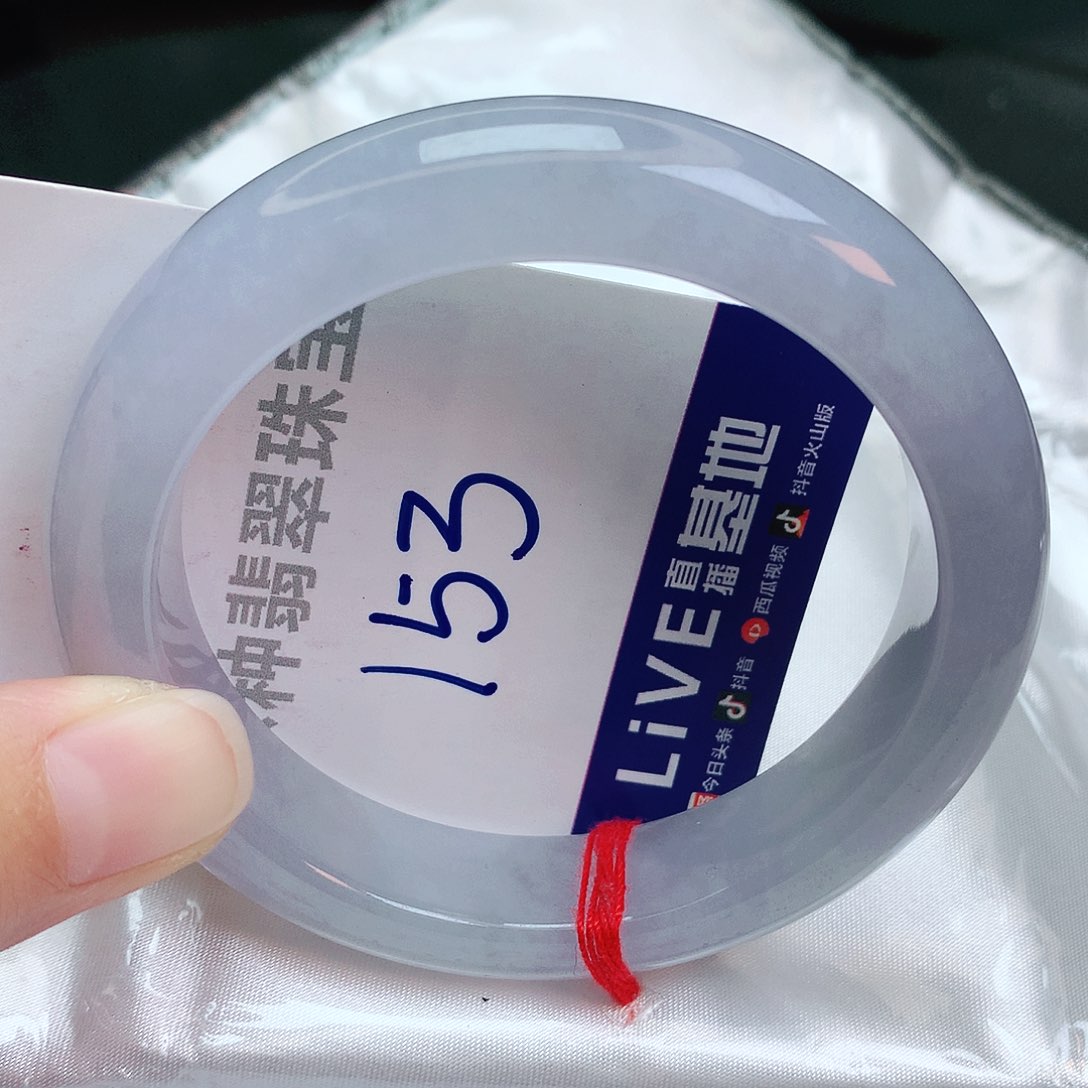 神翡翠珠宝
153
LiVE直播基地
今日头条 抖音 西瓜视频 抖音火山版